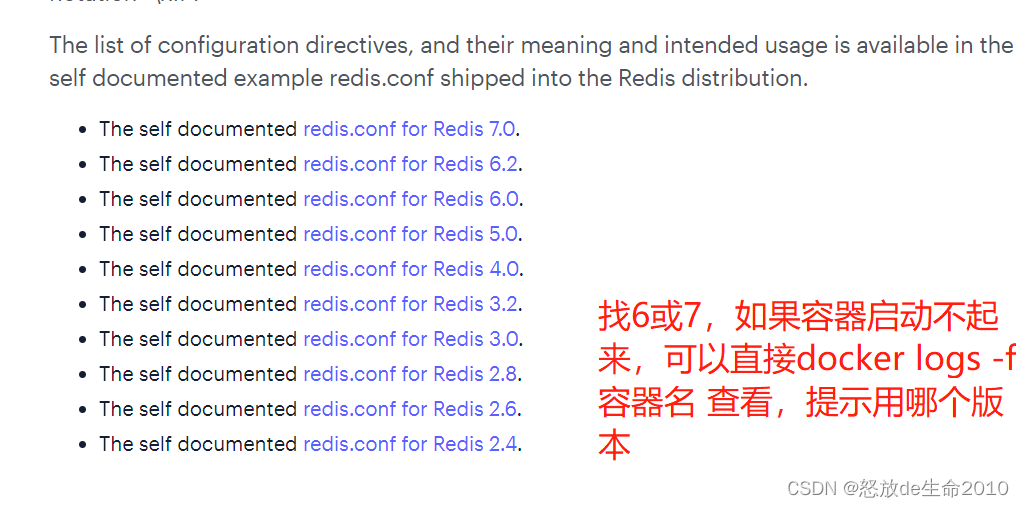 The list of configuration directives, and their meaning and intended usage is available in the
self documented example redis.conf shipped into the Redis distribution.
The self documented redis.conf for Redis 7.0.
The self documented redis.conf for Redis 6.2.
The self documented redis.conf for Redis 6.0.
The self documented redis.conf for Redis 5.0.
The self documented redis.conf for Redis 4.0.
The self documented redis.conf for Redis 3.2.
The self documented redis.conf for Redis 3.0.
The self documented redis.conf for Redis 2.8.
The self documented redis.conf for Redis 2.6.
The self documented redis.conf for Redis 2.4.
找6或7，如果容器启动不起
来，可以直接docker logs -f
容器名 查看，提示用哪个版
本
CSDN @怒放de生命2010